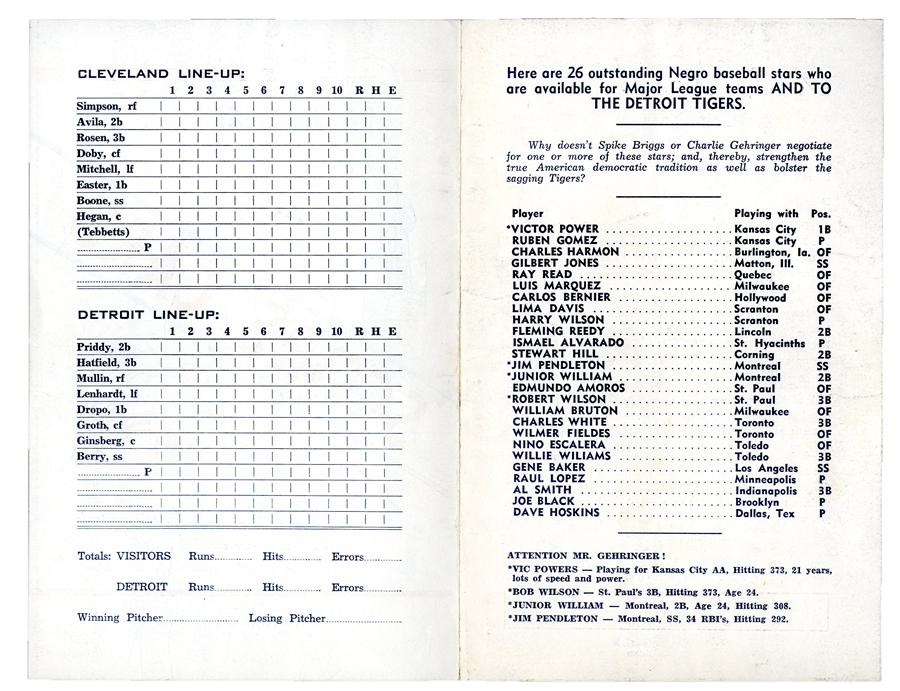 CLEVELAND LINE-UP:
1 2 3 4 5 6 7 8 9 10 R H E
Simpson, rf
Avila, 2b
Rosen, 3b
Doby, cf
Mitchell, lf
Easter, 1b
Boone, ss
Hegan, c
(Tebbetts)
.................... P
....................
....................
DETROIT LINE-UP:
1 2 3 4 5 6 7 8 9 10 R H E
Priddy, 2b
Hatfield, 3b
Mullin, rf
Lenhardt, lf
Dropo, 1b
Groth, cf
Ginsberg, c
Berry, ss
.................... P
....................
....................
....................
Totals: VISITORS Runs............ Hits............ Errors............
DETROIT Runs............ Hits............ Errors............
Winning Pitcher........................ Losing Pitcher........................
Here are 26 outstanding Negro baseball stars who
are available for Major League teams AND TO
THE DETROIT TIGERS.
Why doesn't Spike Briggs or Charlie Gehringer negotiate
for one or more of these stars; and, thereby, strengthen the
true American democratic tradition as well as bolster the
sagging Tigers?
Player Playing with Pos.
*VICTOR POWER ........................ Kansas City 1B
RUBEN GOMEZ ........................ Kansas City P
CHARLES HARMON ........................ Burlington, Ia. OF
GILBERT JONES ........................ Matton, Ill. SS
RAY READ ........................ Quebec OF
LUIS MARQUEZ ........................ Milwaukee OF
CARLOS BERNIER ........................ Hollywood OF
LIMA DAVIS ........................ Scranton OF
HARRY WILSON ........................ Scranton P
FLEMING REEDY ........................ Lincoln 2B
ISMAEL ALVARADO ........................ St. Hyacinths P
STEWART HILL ........................ Corning 2B
*JIM PENDLETON ........................ Montreal SS
*JUNIOR WILLIAM ........................ Montreal 2B
EDMUNDO AMOROS ........................ St. Paul OF
*ROBERT WILSON ........................ St. Paul 3B
WILLIAM BRUTON ........................ Milwaukee OF
CHARLES WHITE ........................ Toronto 3B
WILMER FIELDES ........................ Toronto OF
NINO ESCALERA ........................ Toledo OF
WILLIE WILIAMS ........................ Toledo 3B
GENE BAKER ........................ Los Angeles SS
RAUL LOPEZ ........................ Minneapolis P
AL SMITH ........................ Indianapolis 3B
JOE BLACK ........................ Brooklyn P
DAVE HOSKINS ........................ Dallas, Tex P
ATTENTION MR. GEHRINGER!
*VIC POWERS — Playing for Kansas City AA, Hitting 373, 21 years,
lots of speed and power.
*BOB WILSON — St. Paul's 3B, Hitting 373, Age 24.
*JUNIOR WILLIAM — Montreal, 2B, Age 24, Hitting 308.
*JIM PENDLETON — Montreal, SS, 34 RBI's, Hitting 292.